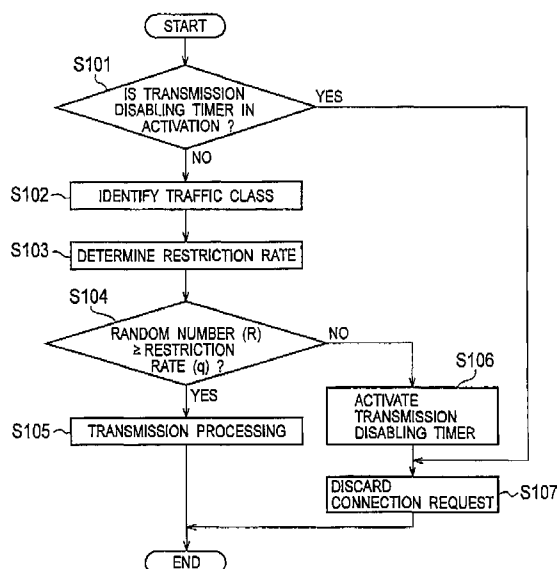 START
S101
IS TRANSMISSION
DISABLING TIMER IN
ACTIVATION ?
YES
NO
S102
IDENTIFY TRAFFIC CLASS
S103
DETERMINE RESTRICTION RATE
S104
RANDOM NUMBER (R)
≥ RESTRICTION
RATE (q) ?
NO
YES
S106
ACTIVATE
TRANSMISSION
DISABLING TIMER
S105
TRANSMISSION PROCESSING
DISCARD
CONNECTION REQUEST
S107
END